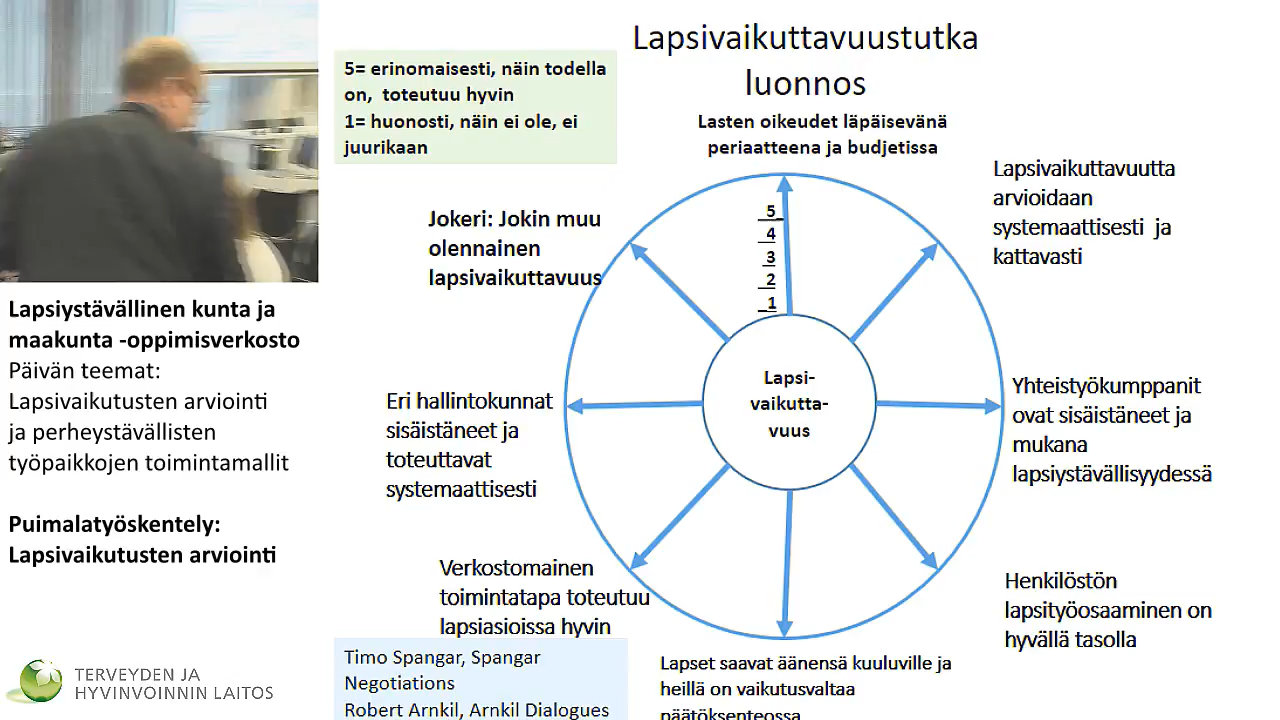 Lapsivaikuttavuustutka
luonnos
5= erinomaisesti, näin todella
on, toteutuu hyvin
1= huonosti, näin ei ole, ei
juurikaan
Lasten oikeudet läpäisevänä
periaatteena ja budjetissa
Lapsivaikuttavuutta
arvioidaan
systemaattisesti ja
kattavasti
Jokeri: Jokin muu
olennainen
lapsivaikuttavuus
5
4
3
2
1
Lapsiystävällinen kunta ja
maakunta -oppimisverkosto
Päivän teemat:
Lapsivaikutusten arviointi
ja perheystävällisten
työpaikkojen toimintamallit
Puimalatyöskentely:
Lapsivaikutusten arviointi
Lapsi-
vaikutta-
vuus
Eri hallintokunnat
sisäistäneet ja
toteuttavat
systemaattisesti
Yhteistyökumppanit
ovat sisäistäneet ja
mukana
lapsiystävällisyydessä
Verkostomainen
toimintatapa toteutuu
lapsiasioissa hyvin
Henkilöstön
lapsityöosaaminen on
hyvällä tasolla
Timo Spangar, Spangar
Negotiations
Robert Arnkil, Arnkil Dialogues
Lapset saavat äänensä kuuluville ja
heillä on vaikutusvaltaa
päätöksenteossa
TERVEYDEN JA
HYVINVOINNIN LAITOS